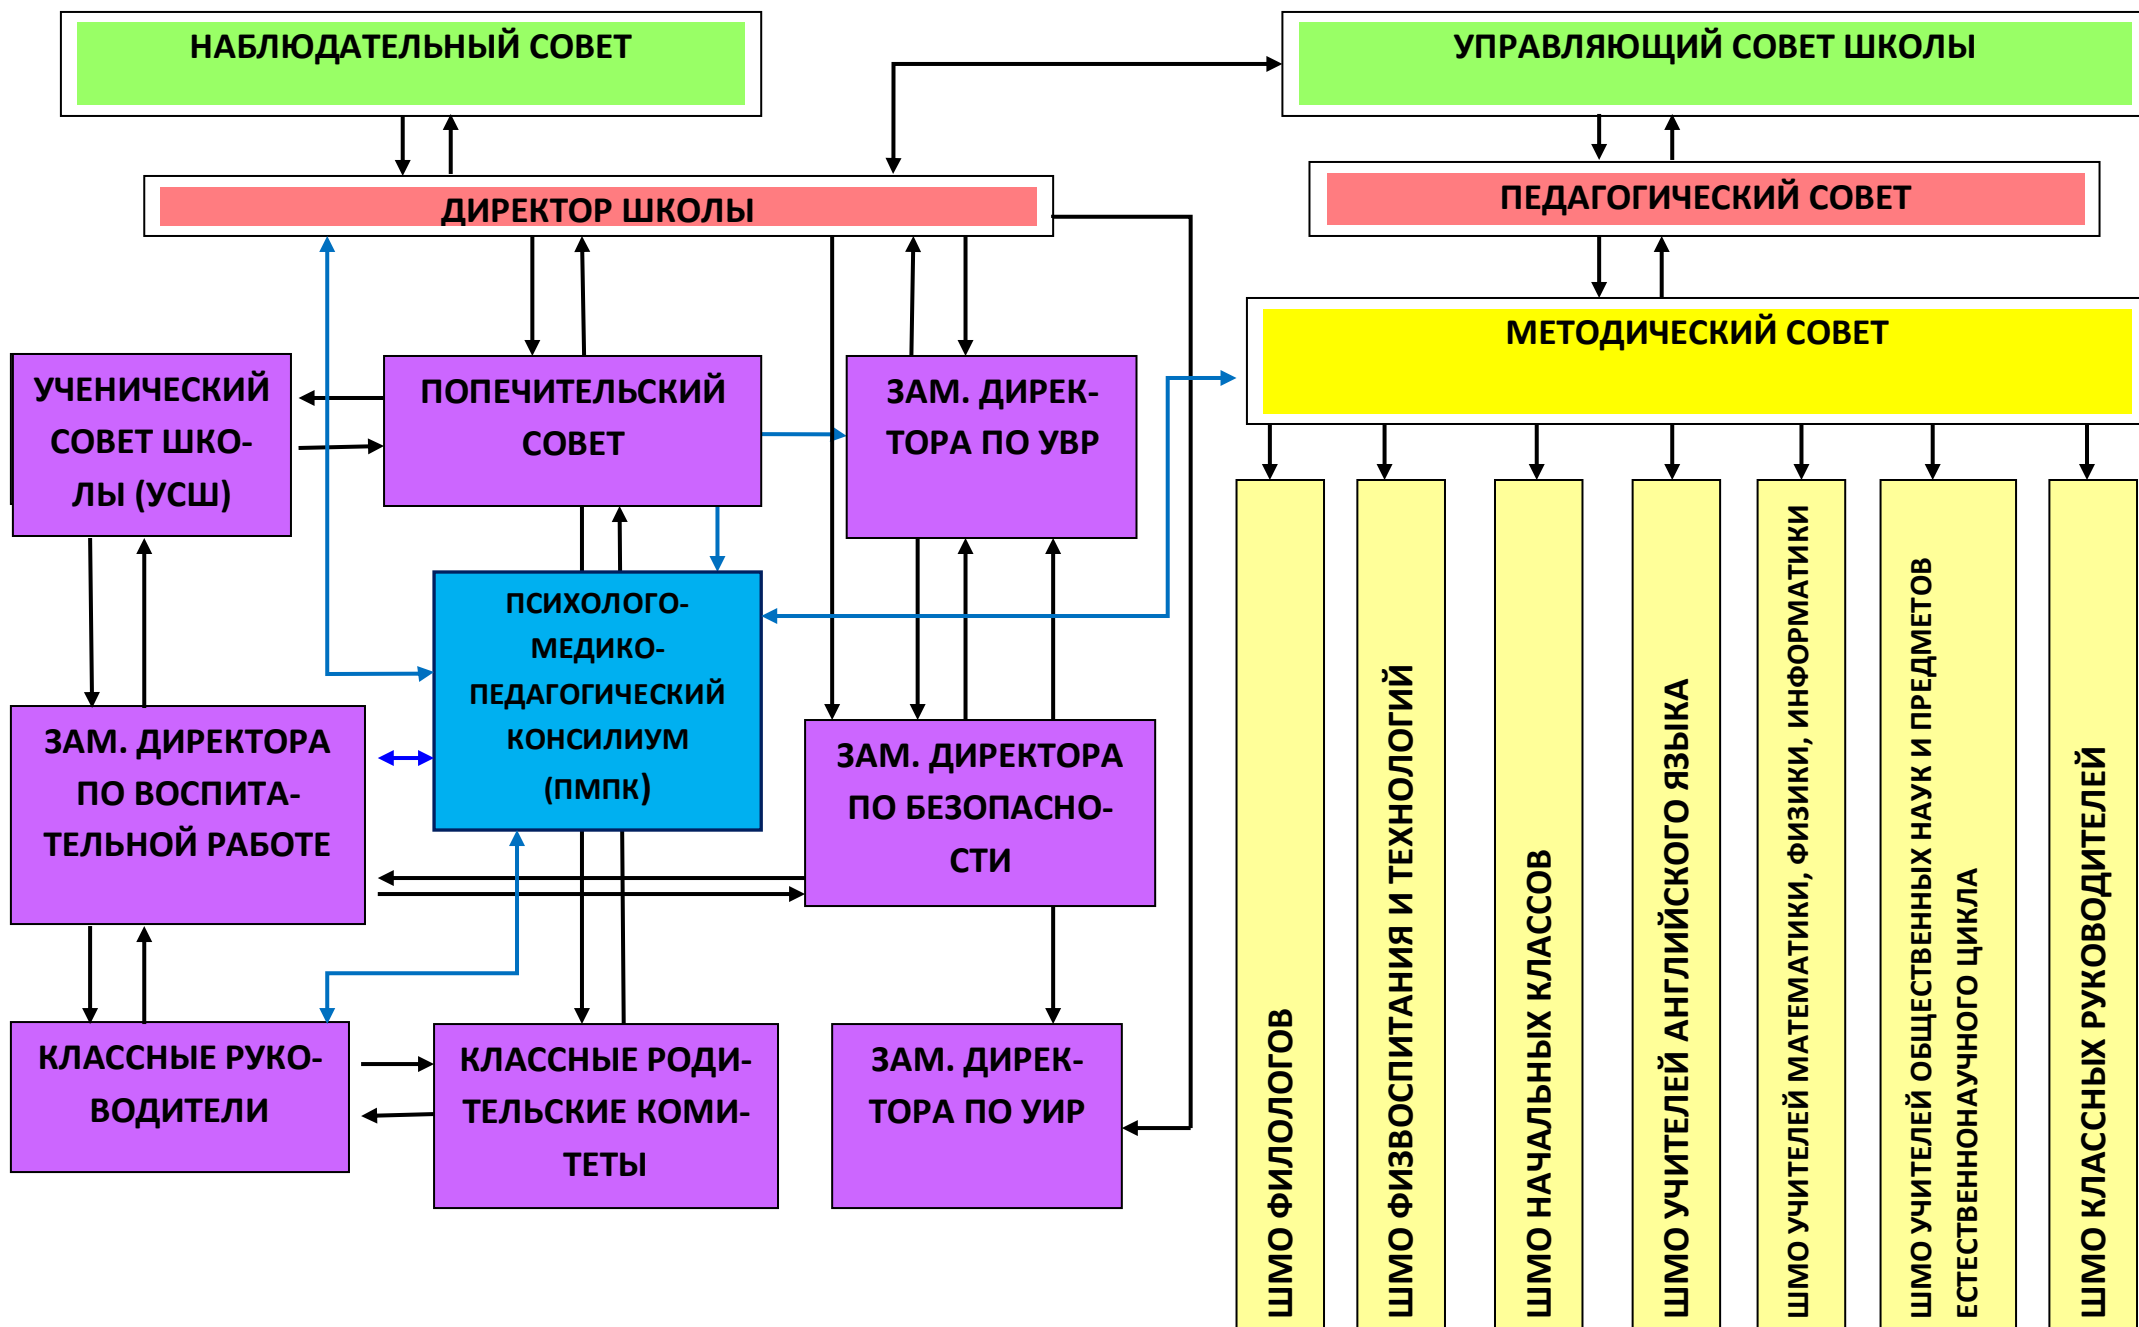 НАБЛЮДАТЕЛЬНЫЙ СОВЕТ
УПРАВЛЯЮЩИЙ СОВЕТ ШКОЛЫ
ДИРЕКТОР ШКОЛЫ
ПЕДАГОГИЧЕСКИЙ СОВЕТ
МЕТОДИЧЕСКИЙ СОВЕТ
УЧЕНИЧЕСКИЙ
СОВЕТ ШКО-
ЛЫ (УСШ)
ПОПЕЧИТЕЛЬСКИЙ
СОВЕТ
ЗАМ. ДИРЕК-
ТОРА ПО УВР
ПСИХОЛОГО-
МЕДИКО-
ПЕДАГОГИЧЕСКИЙ
КОНСИЛИУМ
(ПМПК)
ЗАМ. ДИРЕКТОРА
ПО ВОСПИТА-
ТЕЛЬНОЙ РАБОТЕ
ЗАМ. ДИРЕКТОРА
ПО БЕЗОПАСНО-
СТИ
КЛАССНЫЕ РУКО-
ВОДИТЕЛИ
КЛАССНЫЕ РОДИ-
ТЕЛЬСКИЕ КОМИ-
ТЕТЫ
ЗАМ. ДИРЕК-
ТОРА ПО УИР
ШМО ФИЛОЛОГОВ
ШМО ФИЗВОСПИТАНИЯ И ТЕХНОЛОГИЙ
ШМО НАЧАЛЬНЫХ КЛАССОВ
ШМО УЧИТЕЛЕЙ АНГЛИЙСКОГО ЯЗЫКА
ШМО УЧИТЕЛЕЙ МАТЕМАТИКИ, ФИЗИКИ, ИНФОРМАТИКИ
ШМО УЧИТЕЛЕЙ ОБЩЕСТВЕННЫХ НАУК И ПРЕДМЕТОВ
ЕСТЕСТВЕННОНАУЧНОГО ЦИКЛА
ШМО КЛАССНЫХ РУКОВОДИТЕЛЕЙ